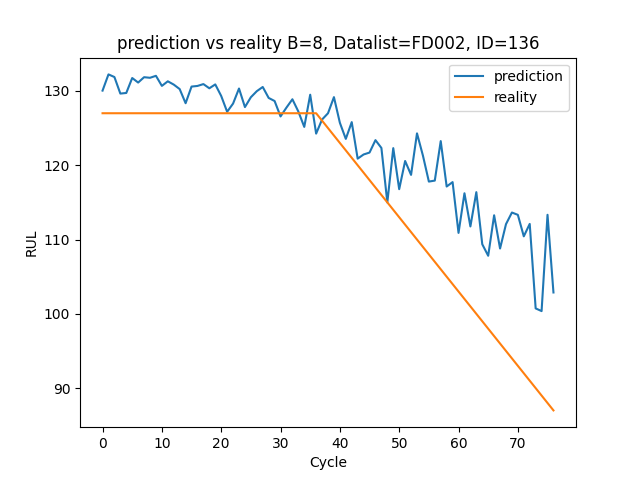 prediction vs reality B=8, Datalist=FD002, ID=136
prediction
reality
RUL
130
120
110
100
90
0 10 20 30 40 50 60 70
Cycle